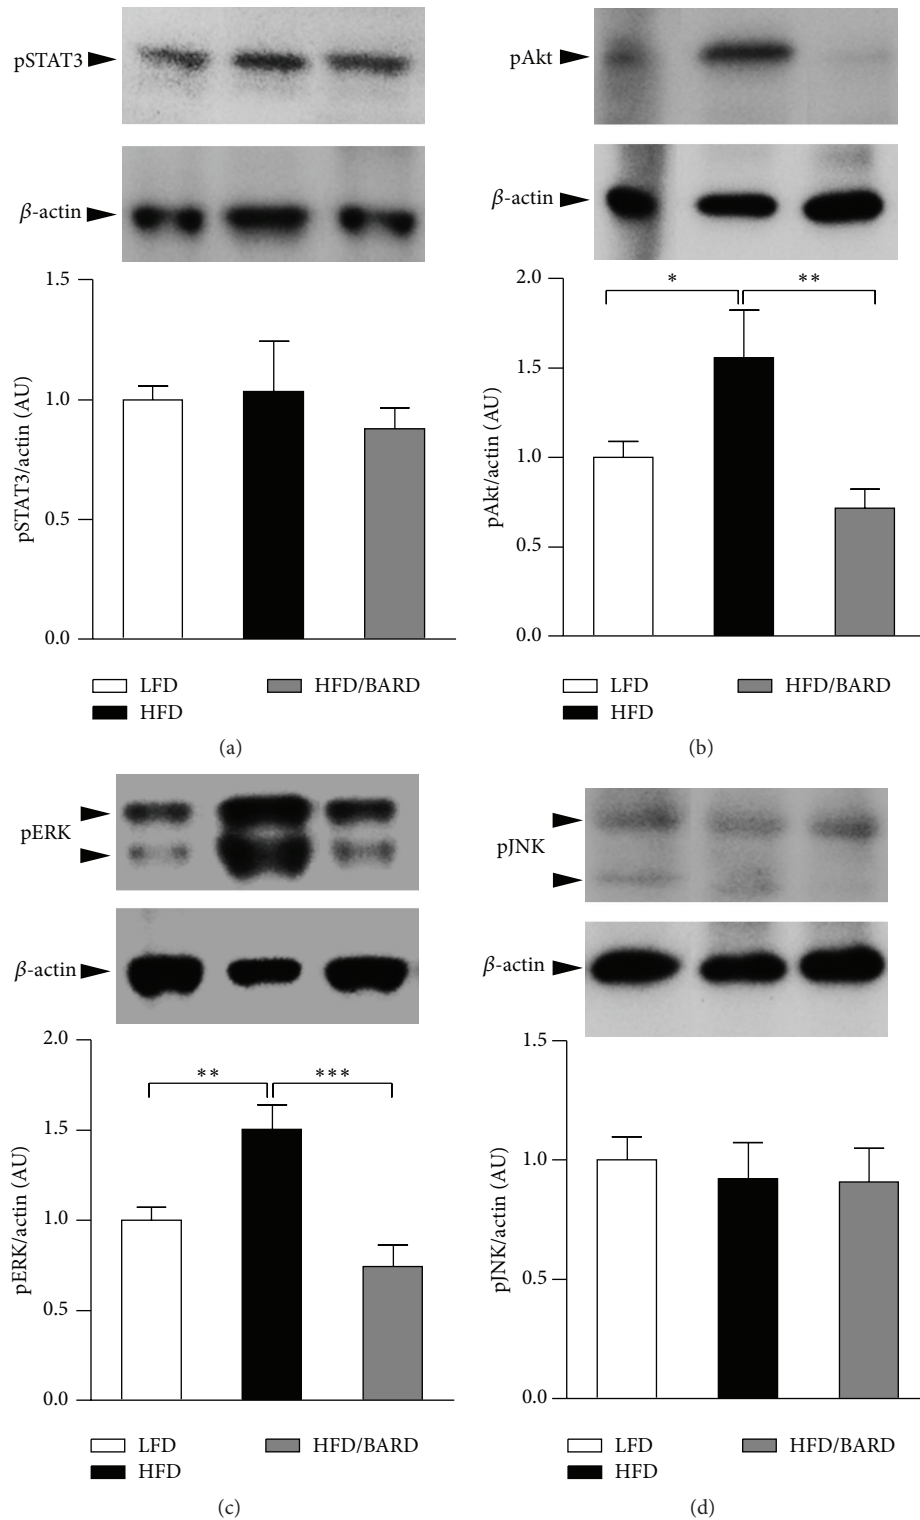 pSTAT3
β-actin
1.5
1.0
0.5
0.0
pSTAT3/actin (AU)
LFD
HFD/BARD
HFD
(a)
pAkt
β-actin
2.0
1.5
1.0
0.5
0.0
pAkt/actin (AU)
* **
LFD
HFD/BARD
HFD
(b)
pERK
β-actin
2.0
1.5
1.0
0.5
0.0
pERK/actin (AU)
** ***
LFD
HFD/BARD
HFD
(c)
pJNK
β-actin
1.5
1.0
0.5
0.0
pJNK/actin (AU)
LFD
HFD/BARD
HFD
(d)